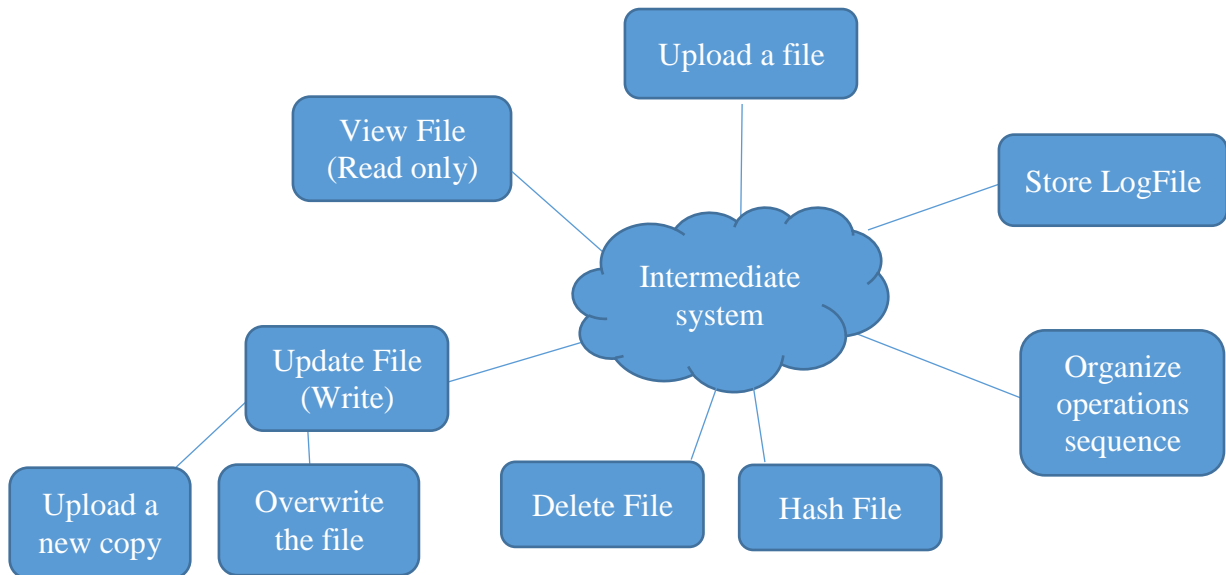 Upload a file
View File
(Read only)
Store LogFile
Intermediate
system
Update File
(Write)
Organize
operations
sequence
Upload a
new copy
Overwrite
the file
Delete File
Hash File